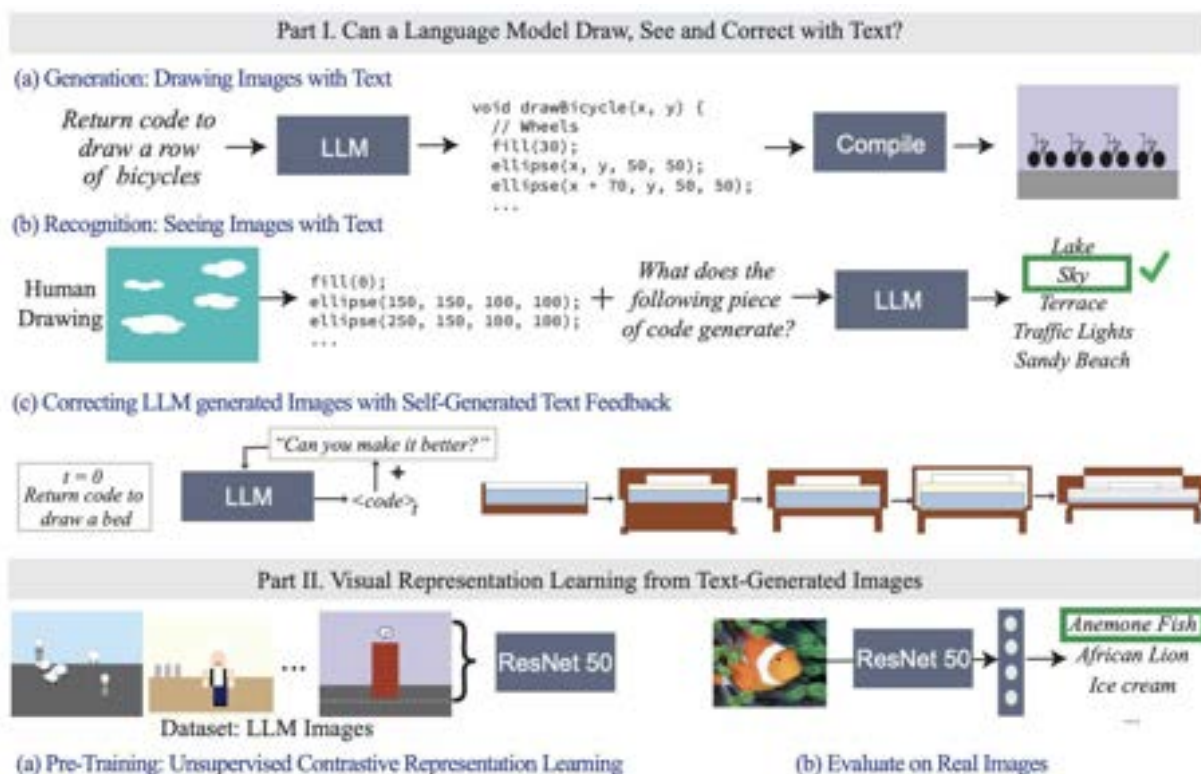 Part I. Can a Language Model Draw, See and Correct with Text?
(a) Generation: Drawing Images with Text
Return code to
draw a row
of bicycles
LLM
void drawBicycle(x, y) {
// Wheels
fill(30);
ellipse(x, y, 50, 50);
ellipse(x + 70, y, 50, 50);
...
Compile
(b) Recognition: Seeing Images with Text
Human
Drawing
fill(0);
ellipse(150, 150, 100, 100);
ellipse(250, 150, 100, 100);
...
+
What does the
following piece
of code generate?
LLM
Lake
Sky
Terrace
Traffic Lights
Sandy Beach
(c) Correcting LLM generated Images with Self-Generated Text Feedback
t = 0
Return code to
draw a bed
"Can you make it better?"
LLM
+
<code>t
Part II. Visual Representation Learning from Text-Generated Images
...
ResNet 50
Dataset: LLM Images
(a) Pre-Training: Unsupervised Contrastive Representation Learning
ResNet 50
Anemone Fish
African Lion
Ice cream
...
(b) Evaluate on Real Images